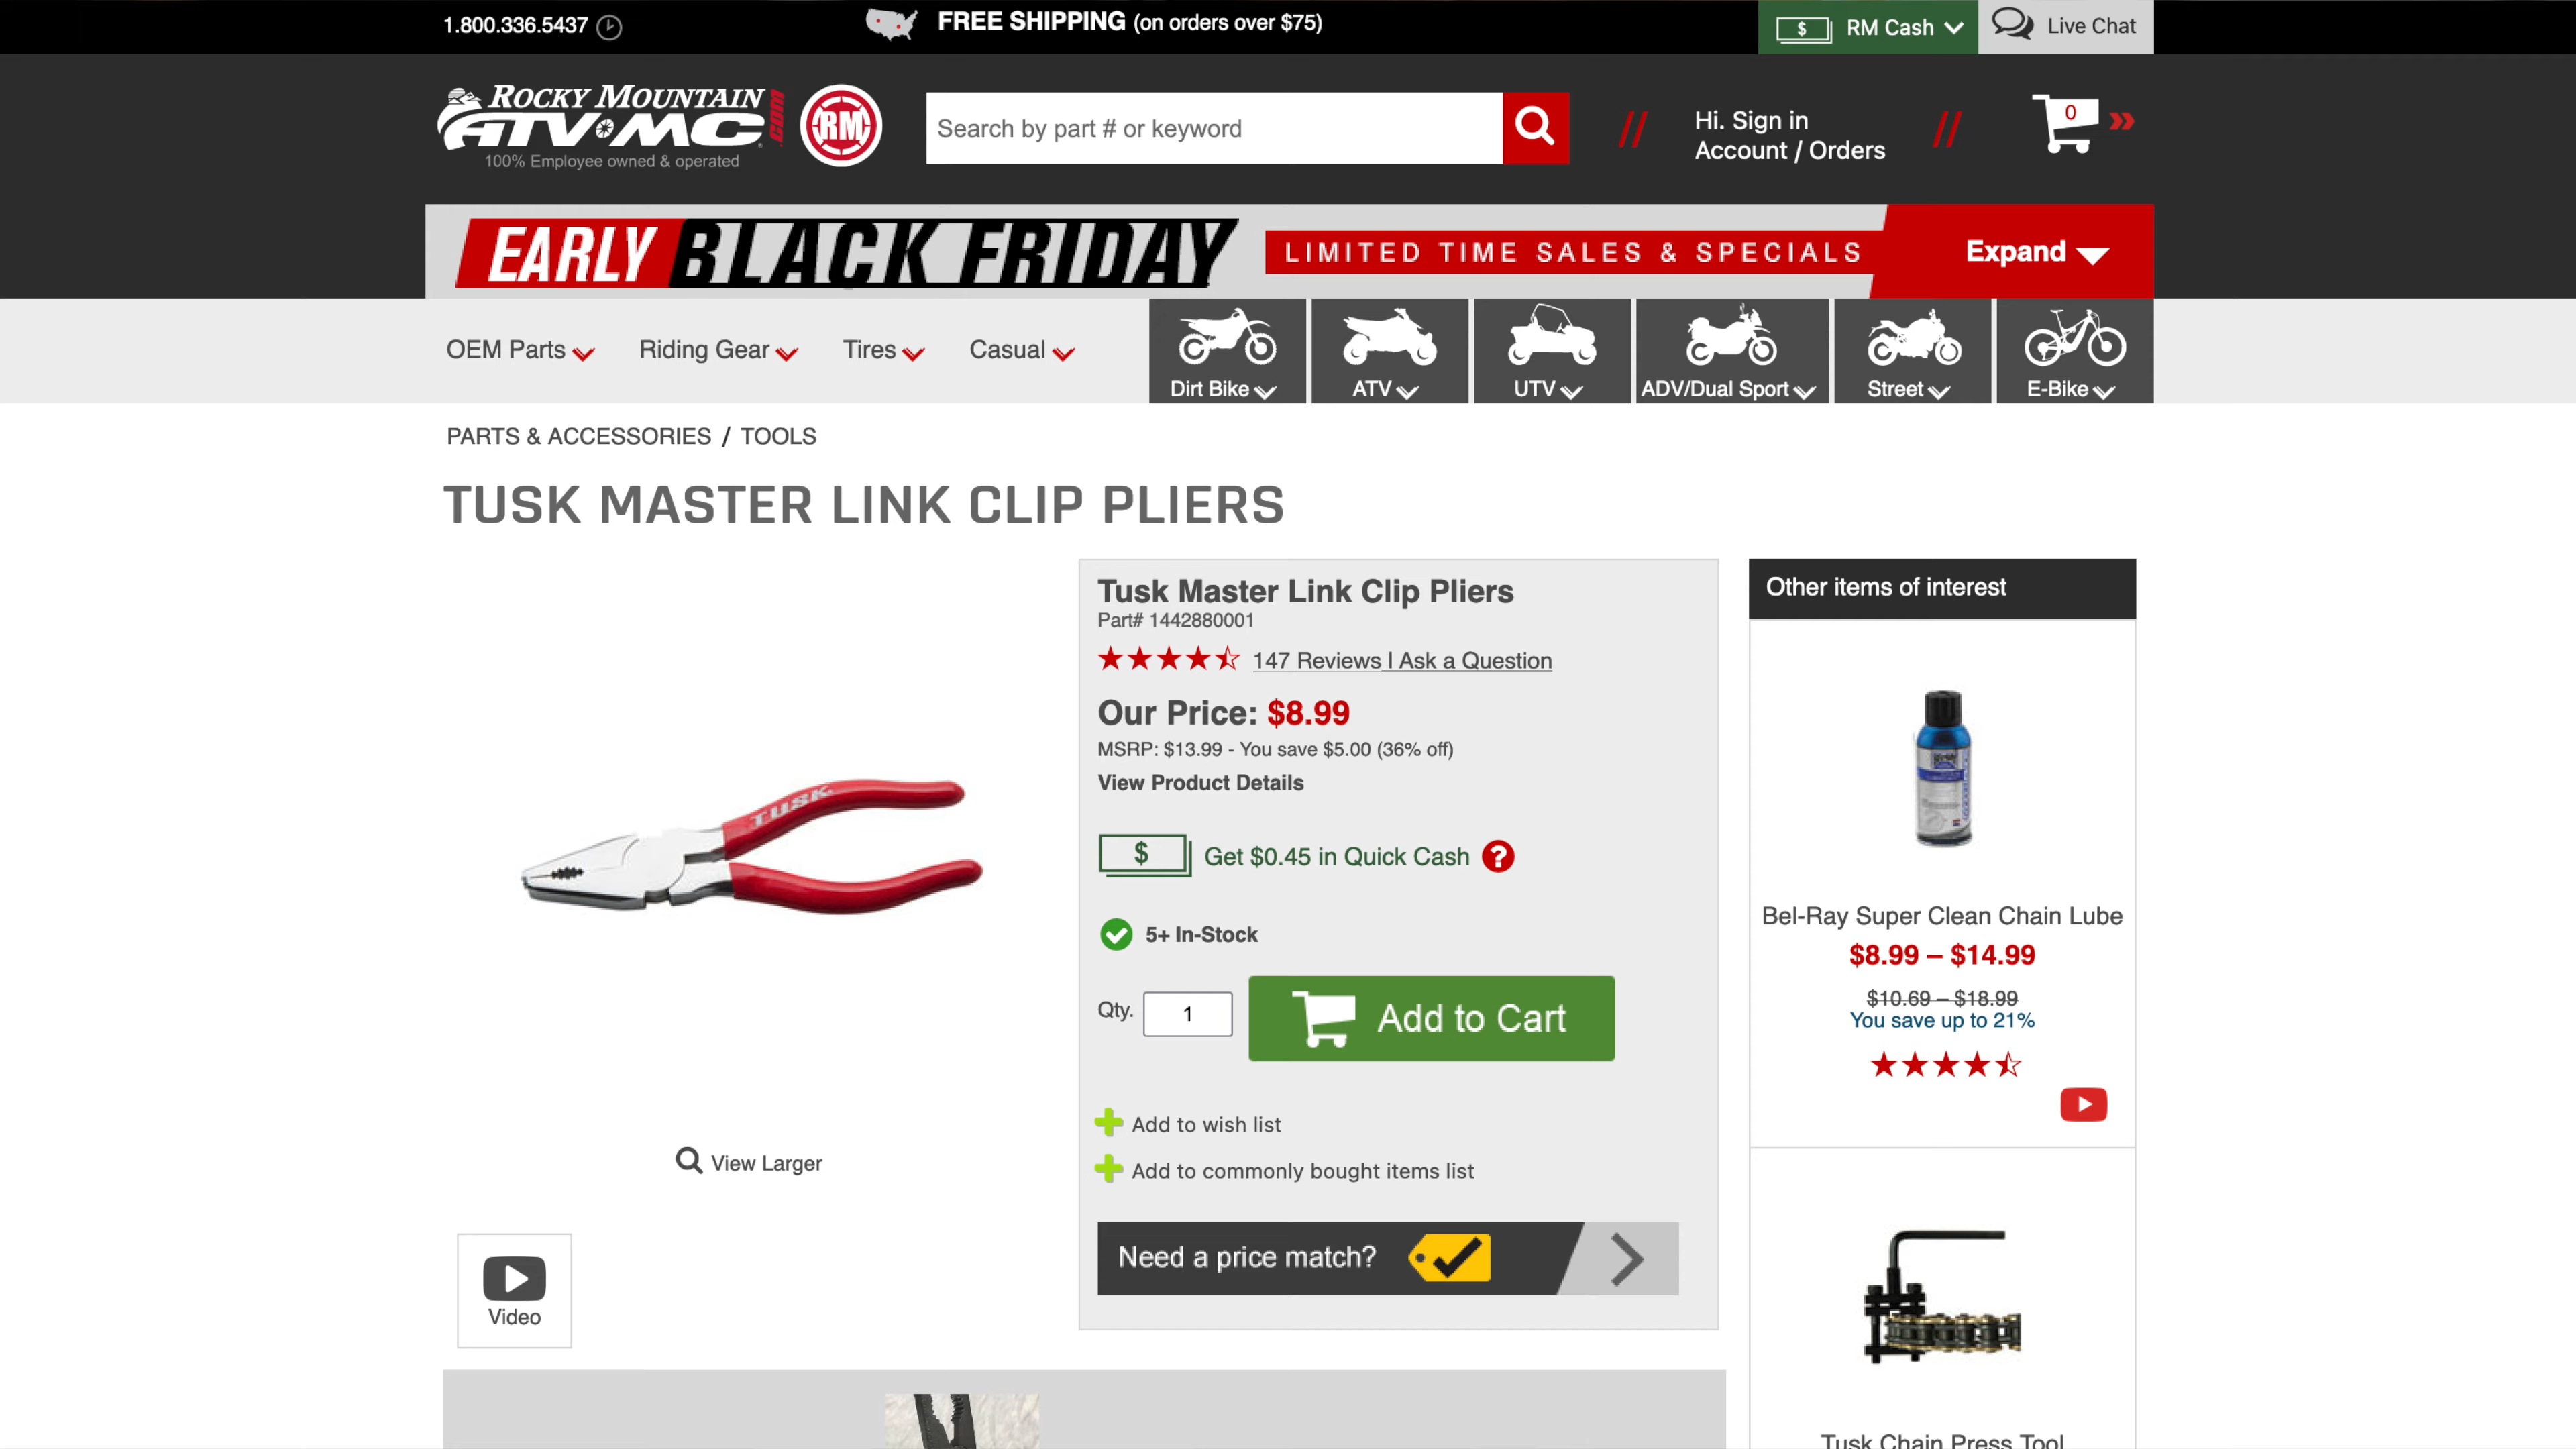 1.800.336.5437
FREE SHIPPING (on orders over $75)
$ RM Cash
Live Chat
ROCKY MOUNTAIN
ATV MC .COM
100% Employee owned & operated
RM
Search by part # or keyword
Hi. Sign in
Account / Orders
0
EARLY BLACK FRIDAY
LIMITED TIME SALES & SPECIALS
Expand
OEM Parts
Riding Gear
Tires
Casual
Dirt Bike
ATV
UTV
ADV/Dual Sport
Street
E-Bike
PARTS & ACCESSORIES / TOOLS
TUSK MASTER LINK CLIP PLIERS
TUSK
View Larger
Video
Tusk Master Link Clip Pliers
Part# 1442880001
147 Reviews | Ask a Question
Our Price: $8.99
MSRP: $13.99 - You save $5.00 (36% off)
View Product Details
$ Get $0.45 in Quick Cash ?
5+ In-Stock
Qty. 1
Add to Cart
Add to wish list
Add to commonly bought items list
Need a price match?
Other items of interest
Bel-Ray Super Clean Chain Lube
$8.99 – $14.99
$10.69 – $18.99
You save up to 21%
Tusk Chain Press Tool